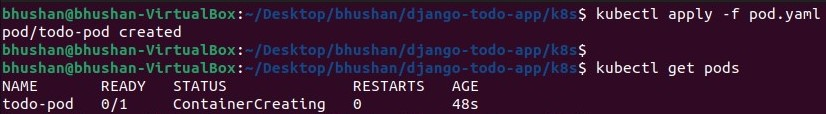 bhushan@bhushan-VirtualBox:~/Desktop/bhushan/django-todo-app/k8s$ kubectl apply -f pod.yaml
pod/todo-pod created
bhushan@bhushan-VirtualBox:~/Desktop/bhushan/django-todo-app/k8s$
bhushan@bhushan-VirtualBox:~/Desktop/bhushan/django-todo-app/k8s$ kubectl get pods
NAME       READY   STATUS              RESTARTS   AGE
todo-pod   0/1     ContainerCreating   0          48s